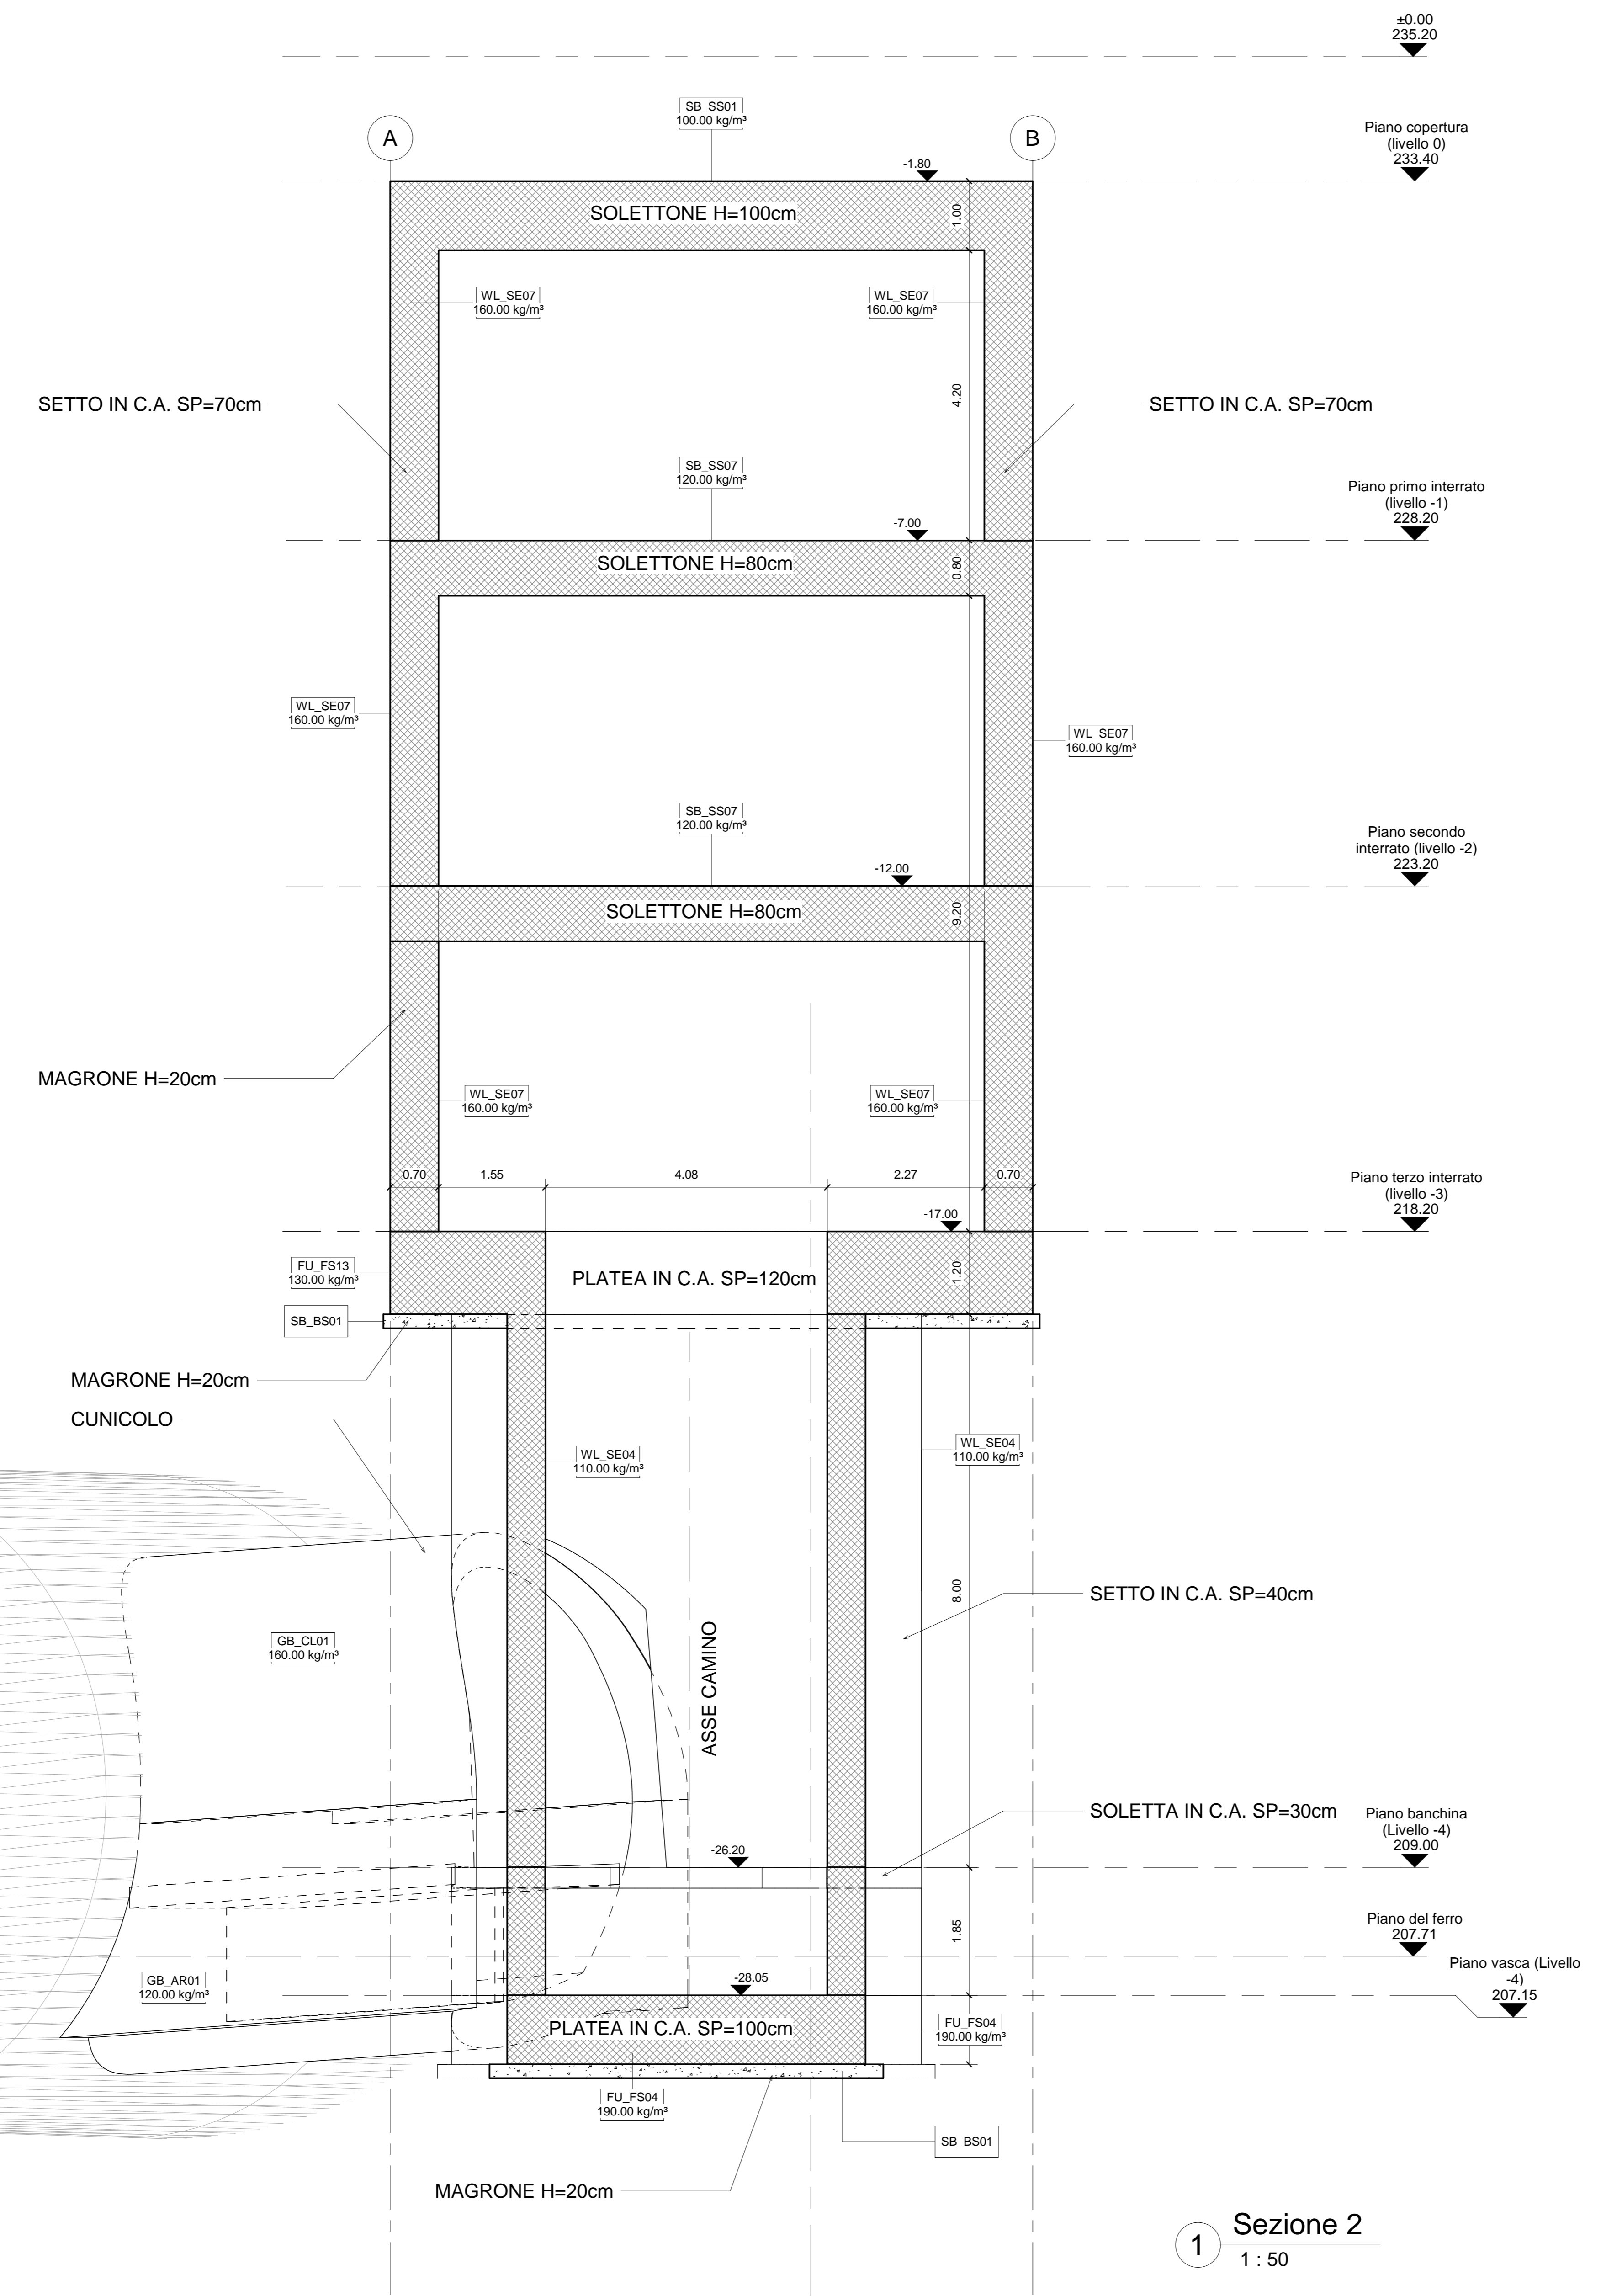 ±0.00
235.20
SB_SS01
100.00 kg/m³
A
B
Piano copertura
(livello 0)
233.40
-1.80
SOLETTONE H=100cm
1.00
WL_SE07
160.00 kg/m³
WL_SE07
160.00 kg/m³
SETTO IN C.A. SP=70cm
4.20
SETTO IN C.A. SP=70cm
SB_SS07
120.00 kg/m³
Piano primo interrato
(livello -1)
228.20
-7.00
SOLETTONE H=80cm
0.80
WL_SE07
160.00 kg/m³
WL_SE07
160.00 kg/m³
SB_SS07
120.00 kg/m³
Piano secondo
interrato (livello -2)
223.20
-12.00
SOLETTONE H=80cm
9.20
MAGRONE H=20cm
WL_SE07
160.00 kg/m³
WL_SE07
160.00 kg/m³
0.70
1.55
4.08
2.27
0.70
Piano terzo interrato
(livello -3)
218.20
-17.00
FU_FS13
130.00 kg/m³
PLATEA IN C.A. SP=120cm
1.20
SB_BS01
MAGRONE H=20cm
CUNICOLO
WL_SE04
110.00 kg/m³
WL_SE04
110.00 kg/m³
8.00
SETTO IN C.A. SP=40cm
GB_CL01
160.00 kg/m³
ASSE CAMINO
SOLETTA IN C.A. SP=30cm
Piano banchina
(Livello -4)
209.00
-26.20
1.85
Piano del ferro
207.71
Piano vasca (Livello
-4)
207.15
GB_AR01
120.00 kg/m³
-28.05
PLATEA IN C.A. SP=100cm
FU_FS04
190.00 kg/m³
FU_FS04
190.00 kg/m³
SB_BS01
MAGRONE H=20cm
1
Sezione 2
1 : 50